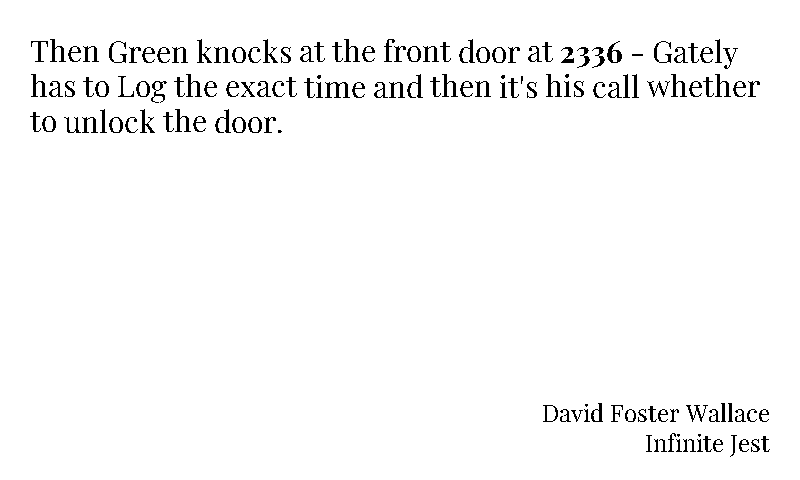 Then Green knocks at the front door at 2336 - Gately
has to Log the exact time and then it's his call whether
to unlock the door.
David Foster Wallace
Infinite Jest